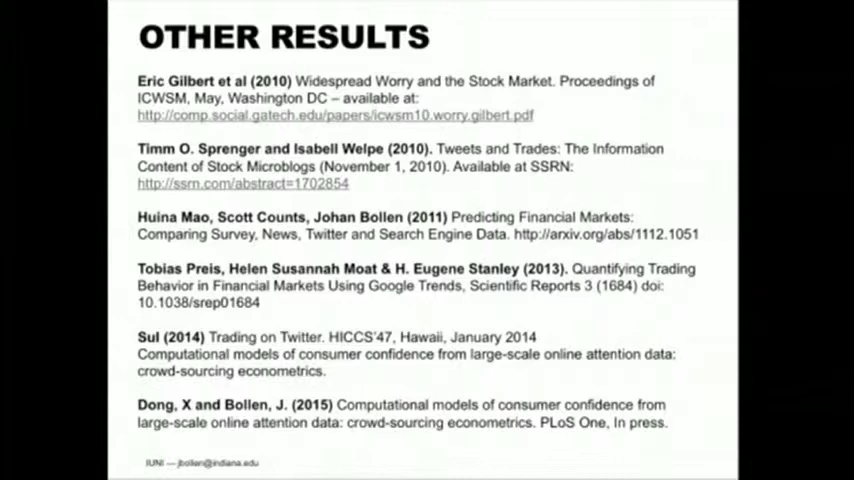 OTHER RESULTS
Eric Gilbert et al (2010) Widespread Worry and the Stock Market. Proceedings of
ICWSM, May, Washington DC – available at:
http://comp.social.gatech.edu/papers/icwsm10.worry.gilbert.pdf
Timm O. Sprenger and Isabell Welpe (2010). Tweets and Trades: The Information
Content of Stock Microblogs (November 1, 2010). Available at SSRN:
http://ssrn.com/abstract=1702854
Huina Mao, Scott Counts, Johan Bollen (2011) Predicting Financial Markets:
Comparing Survey, News, Twitter and Search Engine Data. http://arxiv.org/abs/1112.1051
Tobias Preis, Helen Susannah Moat & H. Eugene Stanley (2013). Quantifying Trading
Behavior in Financial Markets Using Google Trends, Scientific Reports 3 (1684) doi:
10.1038/srep01684
Sul (2014) Trading on Twitter. HICCS'47, Hawaii, January 2014
Computational models of consumer confidence from large-scale online attention data:
crowd-sourcing econometrics.
Dong, X and Bollen, J. (2015) Computational models of consumer confidence from
large-scale online attention data: crowd-sourcing econometrics. PLoS One, In press.
IUNI — jbollen@indiana.edu